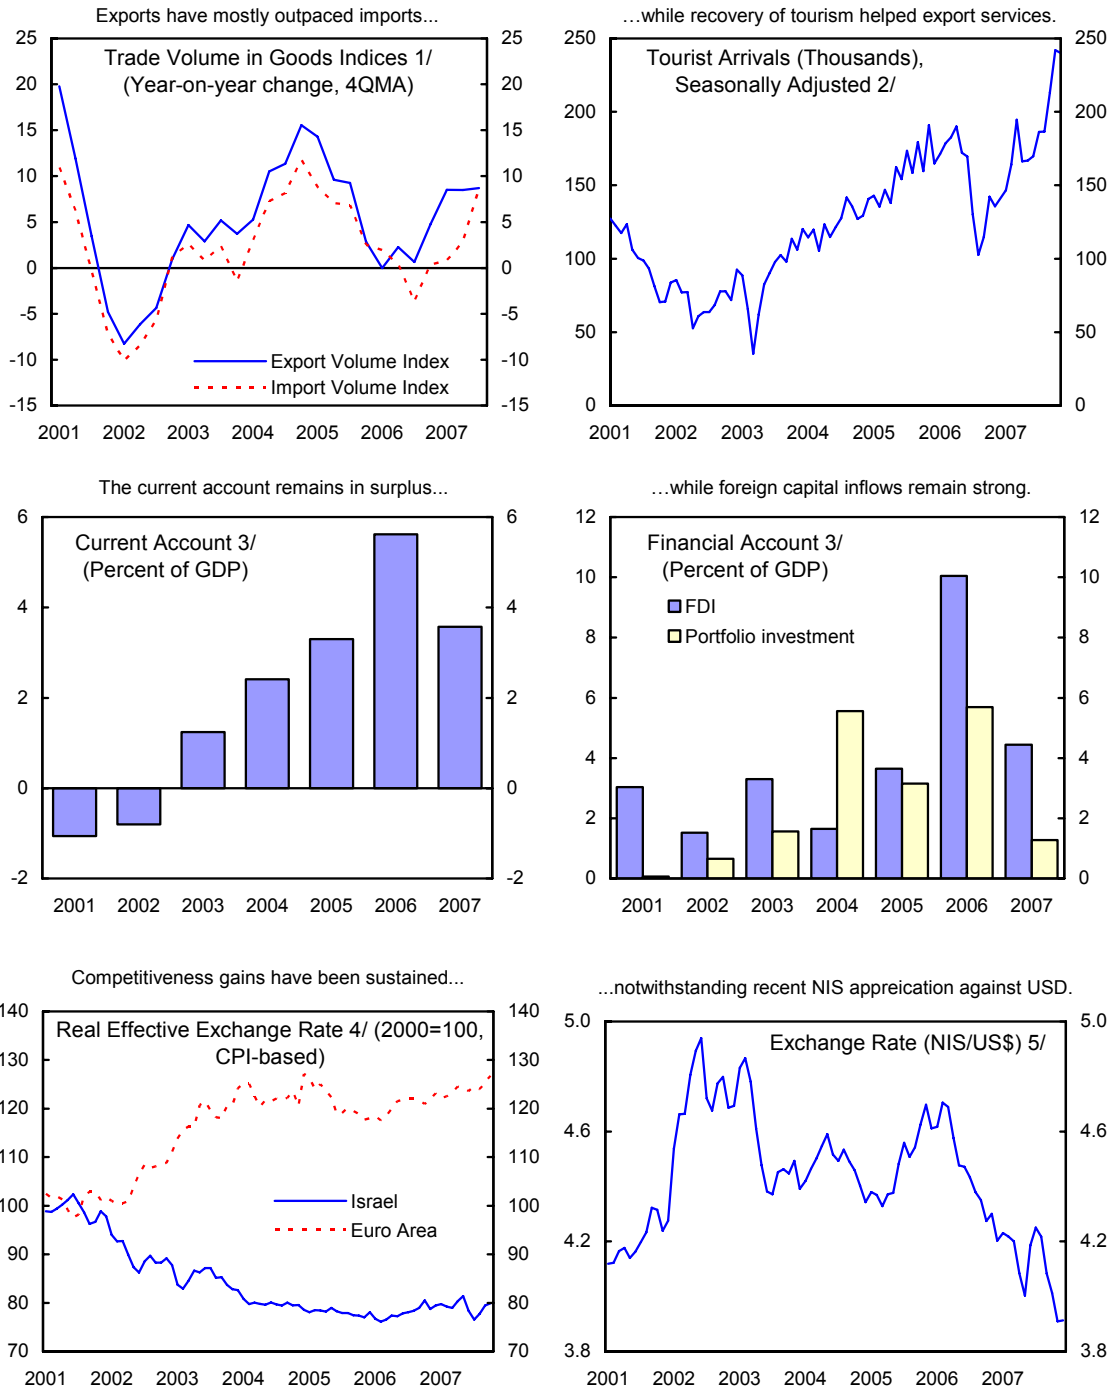 Exports have mostly outpaced imports...
25
20
15
10
5
0
-5
-10
-15
Trade Volume in Goods Indices 1/
(Year-on-year change, 4QMA)
Export Volume Index
Import Volume Index
25
20
15
10
5
0
-5
-10
-15
2001 2002 2003 2004 2005 2006 2007
…while recovery of tourism helped export services.
250
200
150
100
50
0
Tourist Arrivals (Thousands),
Seasonally Adjusted 2/
250
200
150
100
50
0
2001 2002 2003 2004 2005 2006 2007
The current account remains in surplus...
6
4
2
0
-2
Current Account 3/
(Percent of GDP)
6
4
2
0
-2
2001 2002 2003 2004 2005 2006 2007
…while foreign capital inflows remain strong.
12
10
8
6
4
2
0
Financial Account 3/
(Percent of GDP)
FDI
Portfolio investment
12
10
8
6
4
2
0
2001 2002 2003 2004 2005 2006 2007
Competitiveness gains have been sustained...
140
130
120
110
100
90
80
70
Real Effective Exchange Rate 4/ (2000=100,
CPI-based)
Israel
Euro Area
140
130
120
110
100
90
80
70
2001 2002 2003 2004 2005 2006 2007
...notwithstanding recent NIS appreication against USD.
5.0
4.6
4.2
3.8
Exchange Rate (NIS/US$) 5/
5.0
4.6
4.2
3.8
2001 2002 2003 2004 2005 2006 2007